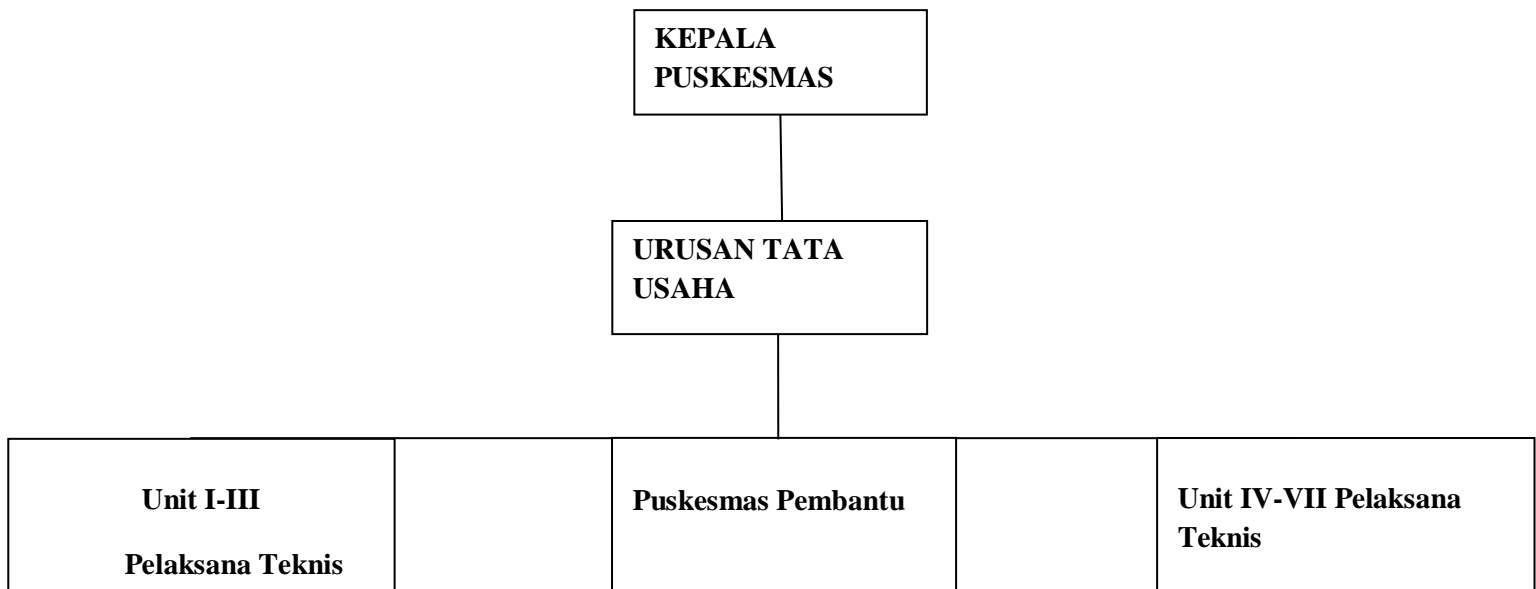 KEPALA
PUSKESMAS
URUSAN TATA
USAHA
Unit I-III
Pelaksana Teknis
Puskesmas Pembantu
Unit IV-VII Pelaksana
Teknis